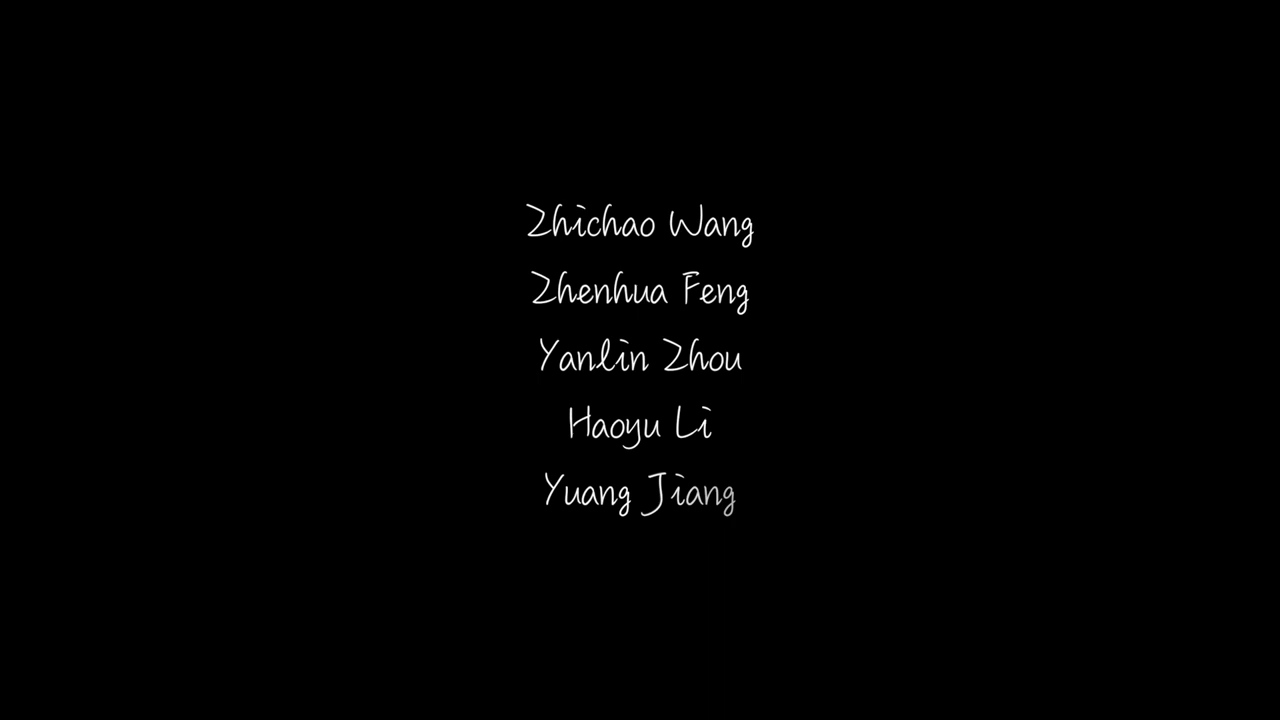 Zhichao Wang
Zhenhua Feng
Yanlin Zhou
Haoyu Li
Yuang Jiang